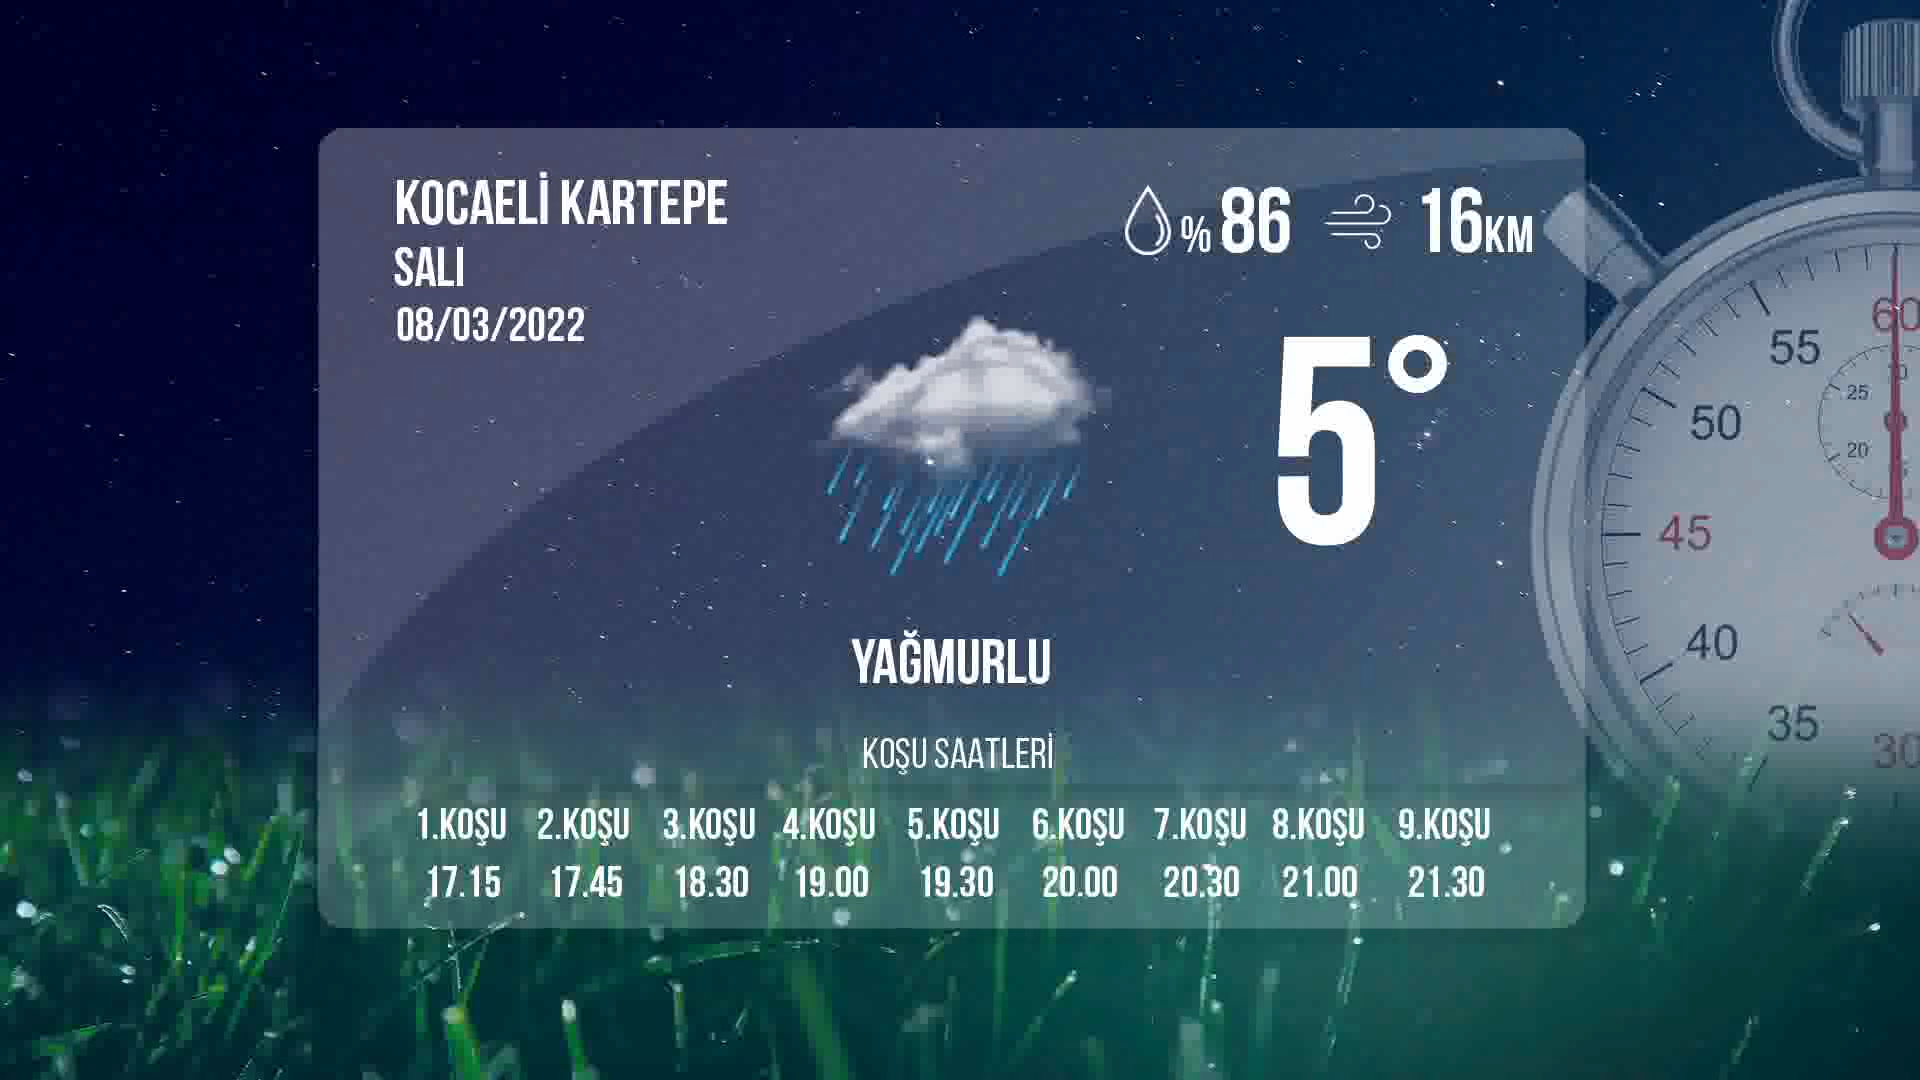 KOCAELİ KARTEPE
SALI
08/03/2022
% 86 16KM
5°
YAĞMURLU
KOŞU SAATLERİ
1.KOŞU 2.KOŞU 3.KOŞU 4.KOŞU 5.KOŞU 6.KOŞU 7.KOŞU 8.KOŞU 9.KOŞU
17.15 17.45 18.30 19.00 19.30 20.00 20.30 21.00 21.30
60
55
50
45
40
35
30
25
20